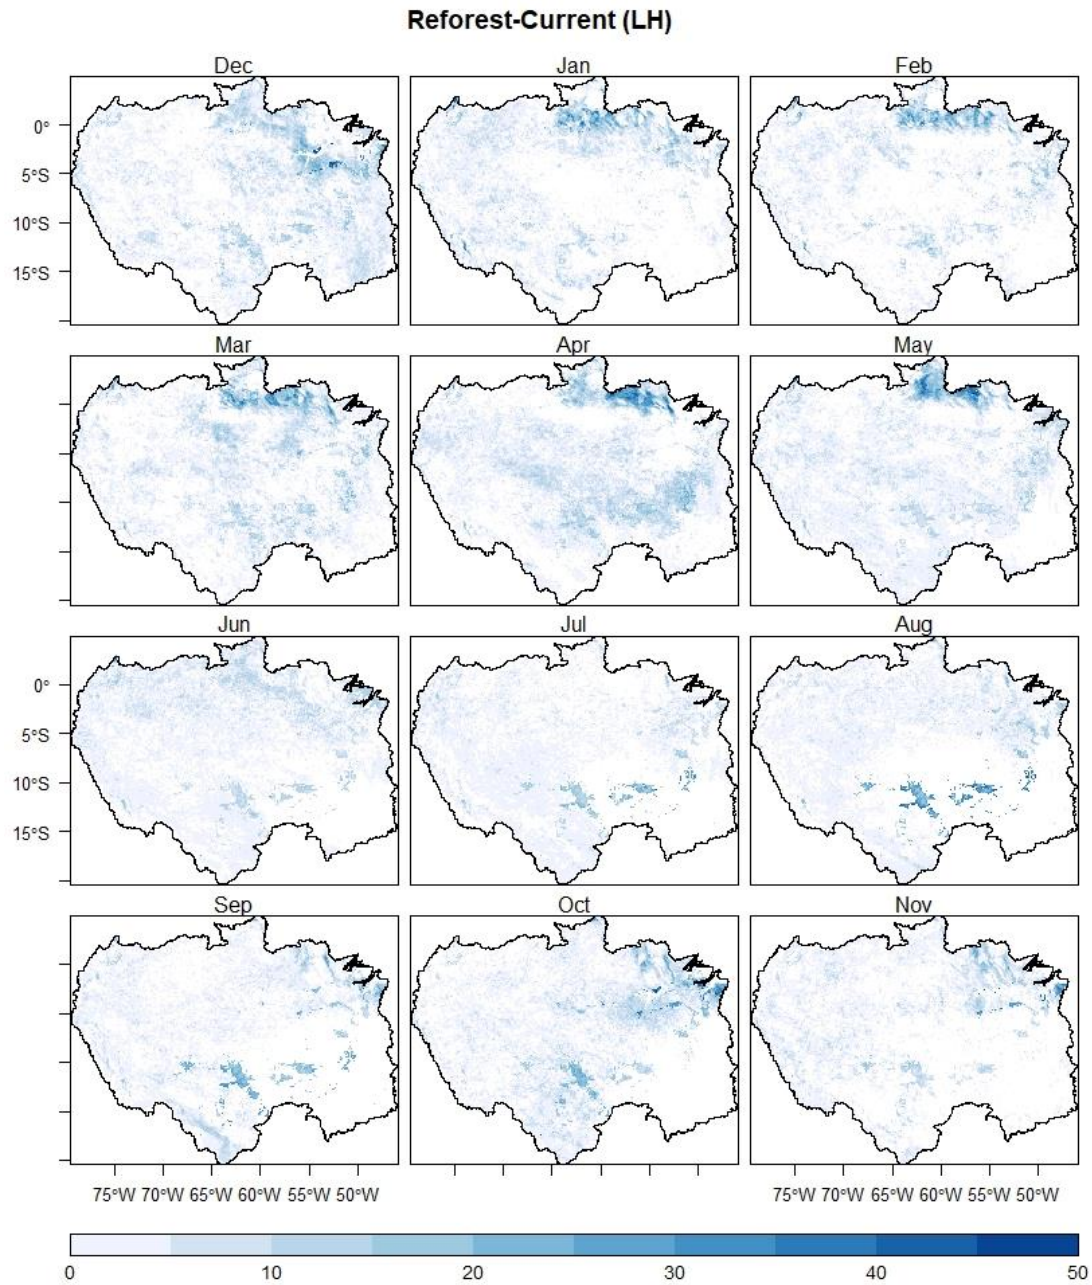 Reforest-Current (LH)
Dec Jan Feb
0°
5°S
10°S
15°S
Mar Apr May
Jun Jul Aug
0°
5°S
10°S
15°S
Sep Oct Nov
75°W 70°W 65°W 60°W 55°W 50°W 75°W 70°W 65°W 60°W 55°W 50°W
0 10 20 30 40 50